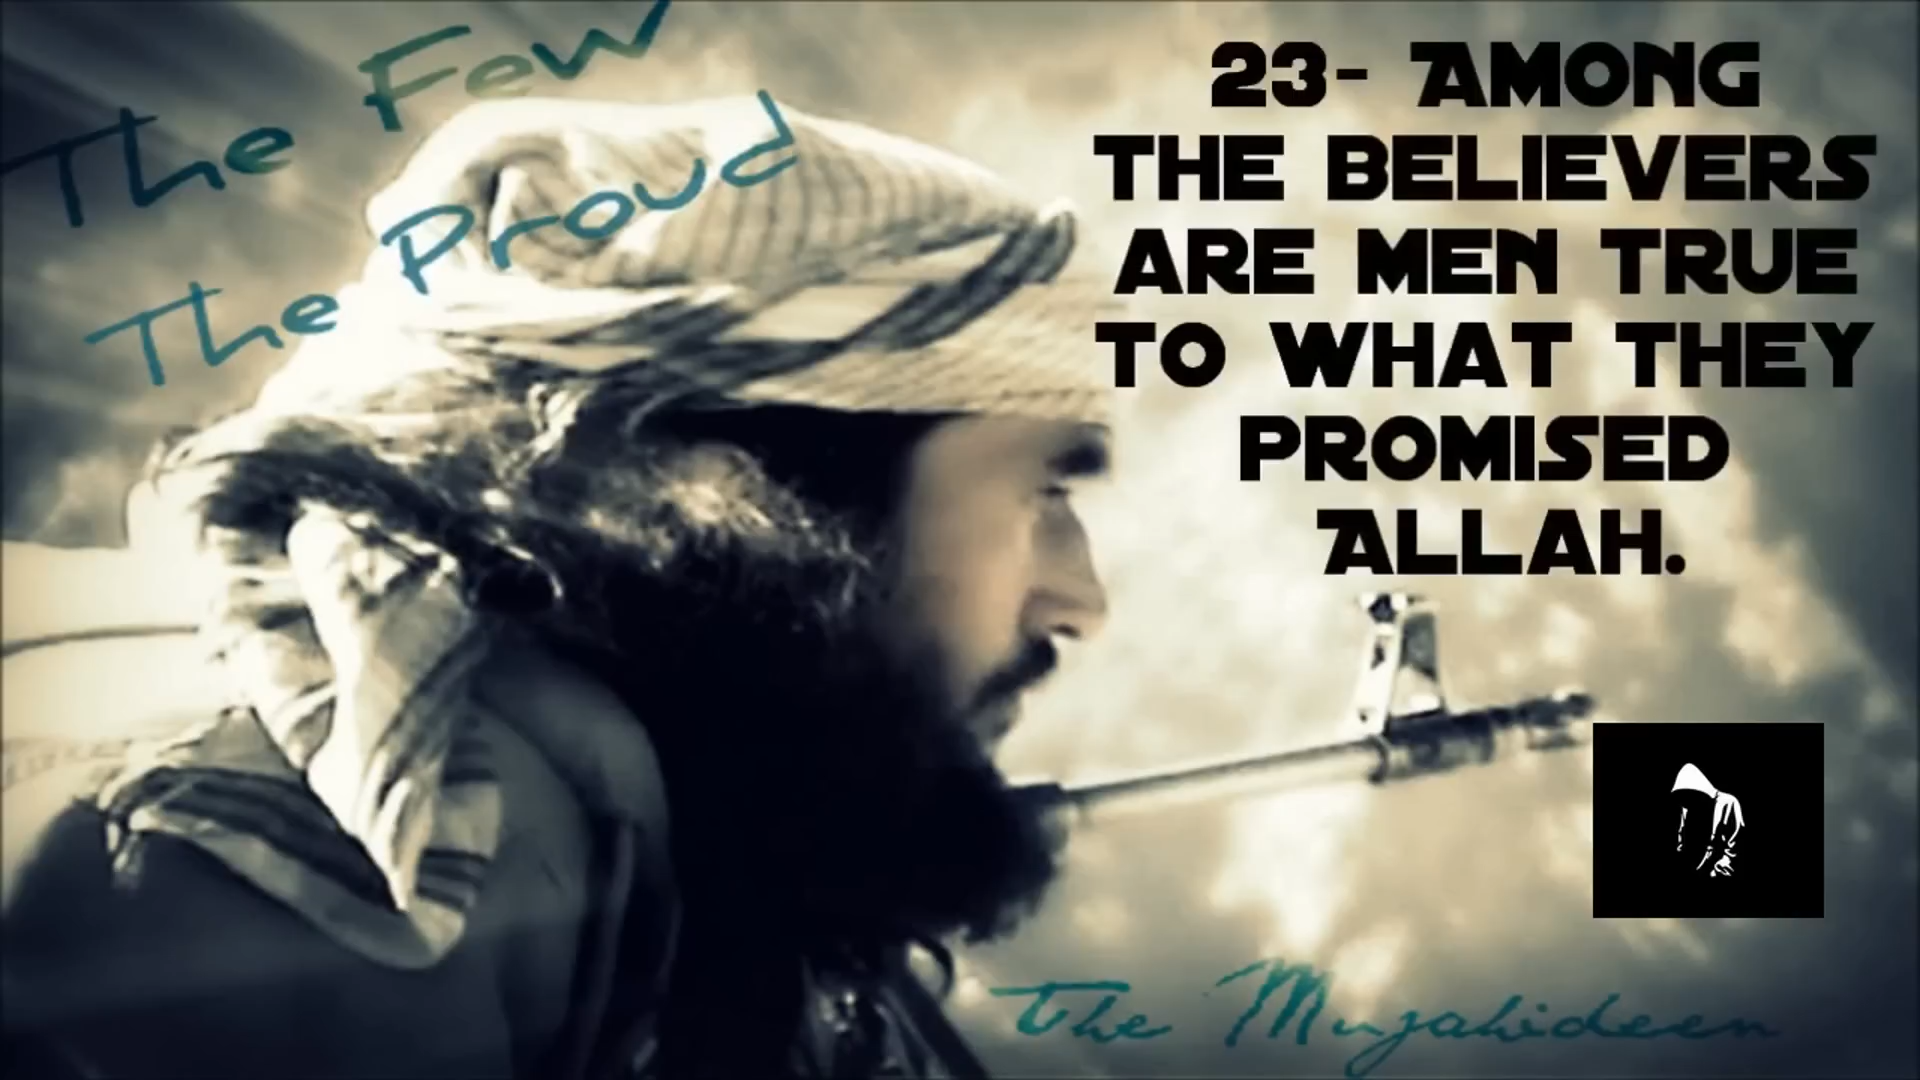 The Few
The Proud
23- AMONG
THE BELIEVERS
ARE MEN TRUE
TO WHAT THEY
PROMISED
ALLAH.
The Mujahideen